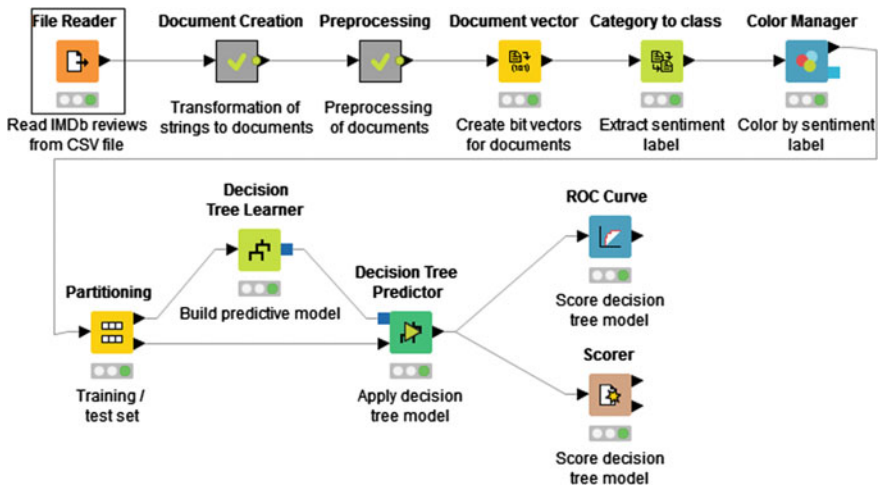 File Reader
Document Creation
Preprocessing
Document vector
Category to class
Color Manager
(101)
Read IMDb reviews
from CSV file
Transformation of
strings to documents
Preprocessing
of documents
Create bit vectors
for documents
Extract sentiment
label
Color by sentiment
label
Decision
Tree Learner
Build predictive model
Partitioning
Training /
test set
Decision Tree
Predictor
Apply decision
tree model
ROC Curve
Score decision
tree model
Scorer
Score decision
tree model